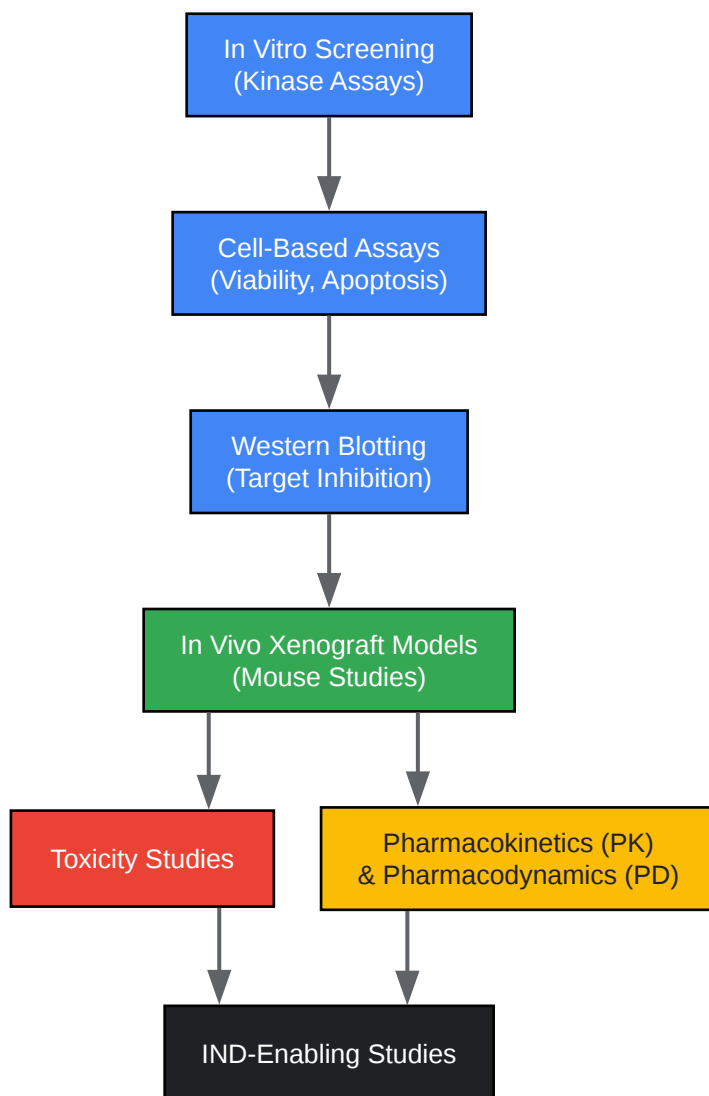 In Vitro Screening
(Kinase Assays)
Cell-Based Assays
(Viability, Apoptosis)
Western Blotting
(Target Inhibition)
In Vivo Xenograft Models
(Mouse Studies)
Toxicity Studies
Pharmacokinetics (PK)
& Pharmacodynamics (PD)
IND-Enabling Studies